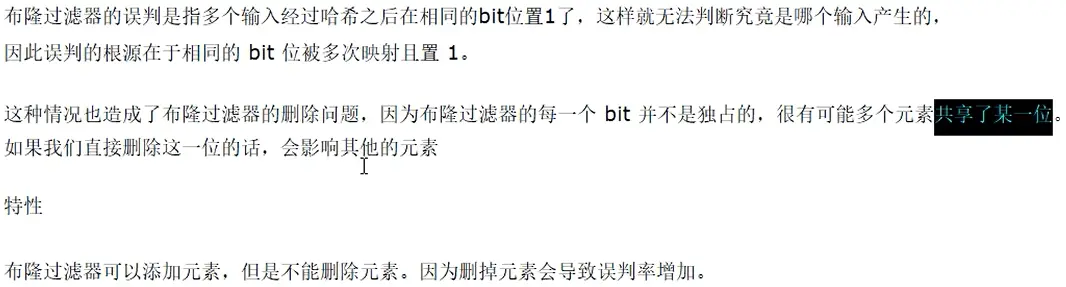 布隆过滤器的误判是指多个输入经过哈希之后在相同的bit位置1了，这样就无法判断究竟是哪个输入产生的，
因此误判的根源在于相同的 bit 位被多次映射且置 1。
这种情况也造成了布隆过滤器的删除问题，因为布隆过滤器的每一个 bit 并不是独占的，很有可能多个元素共享了某一位。
如果我们直接删除这一位的话，会影响其他的元素
特性
布隆过滤器可以添加元素，但是不能删除元素。因为删掉元素会导致误判率增加。